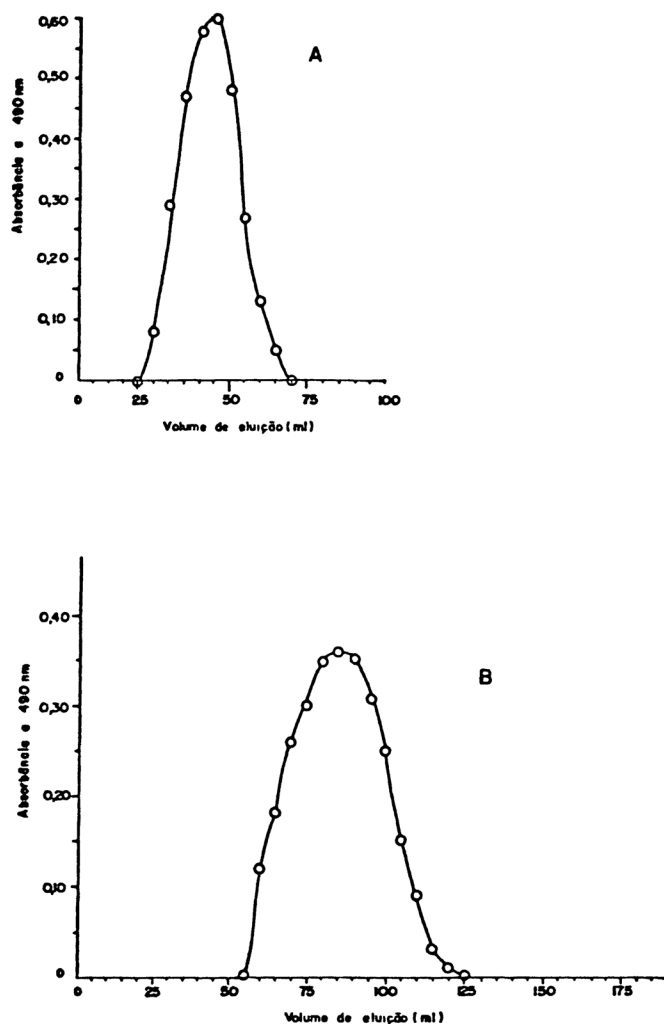 0,60
0,50
0,40
0,30
0,20
0,10
0
Absorbância a 490 nm
A
0 25 50 75 100
Volume de eluição (ml)
0,40
0,30
0,20
0,10
0
Absorbância a 490 nm
B
0 25 50 75 100 125 150 175
Volume de eluição (ml)